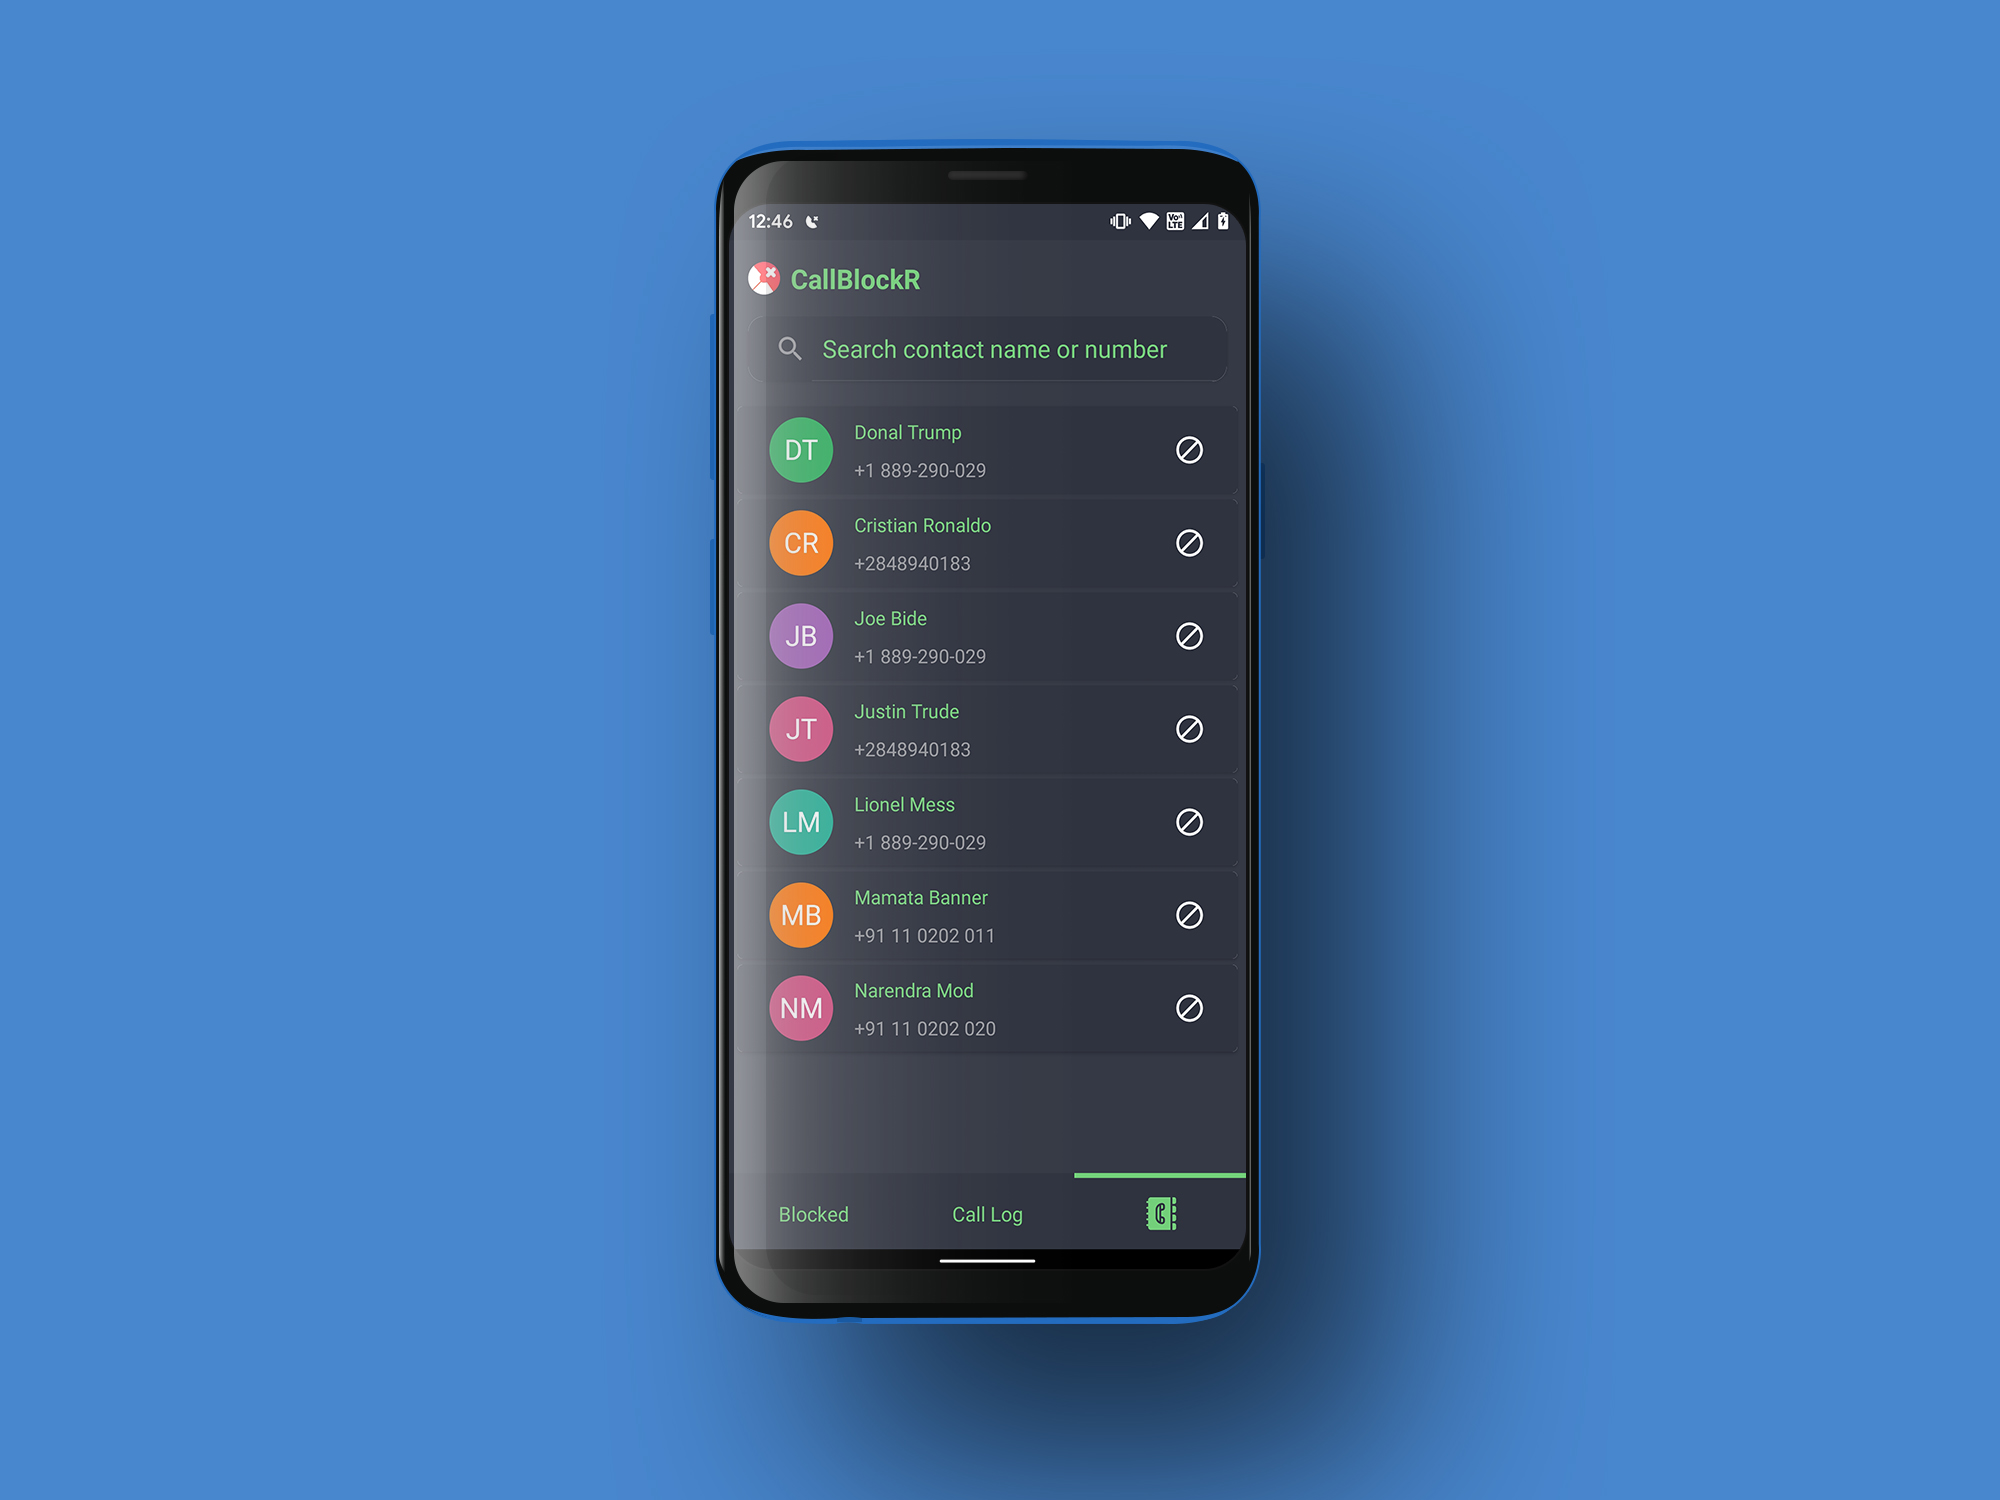 12:46
Vo LTE
CallBlockR
Search contact name or number
DT
Donal Trump
+1 889-290-029
CR
Cristian Ronaldo
+2848940183
JB
Joe Bide
+1 889-290-029
JT
Justin Trude
+2848940183
LM
Lionel Mess
+1 889-290-029
MB
Mamata Banner
+91 11 0202 011
NM
Narendra Mod
+91 11 0202 020
Blocked
Call Log